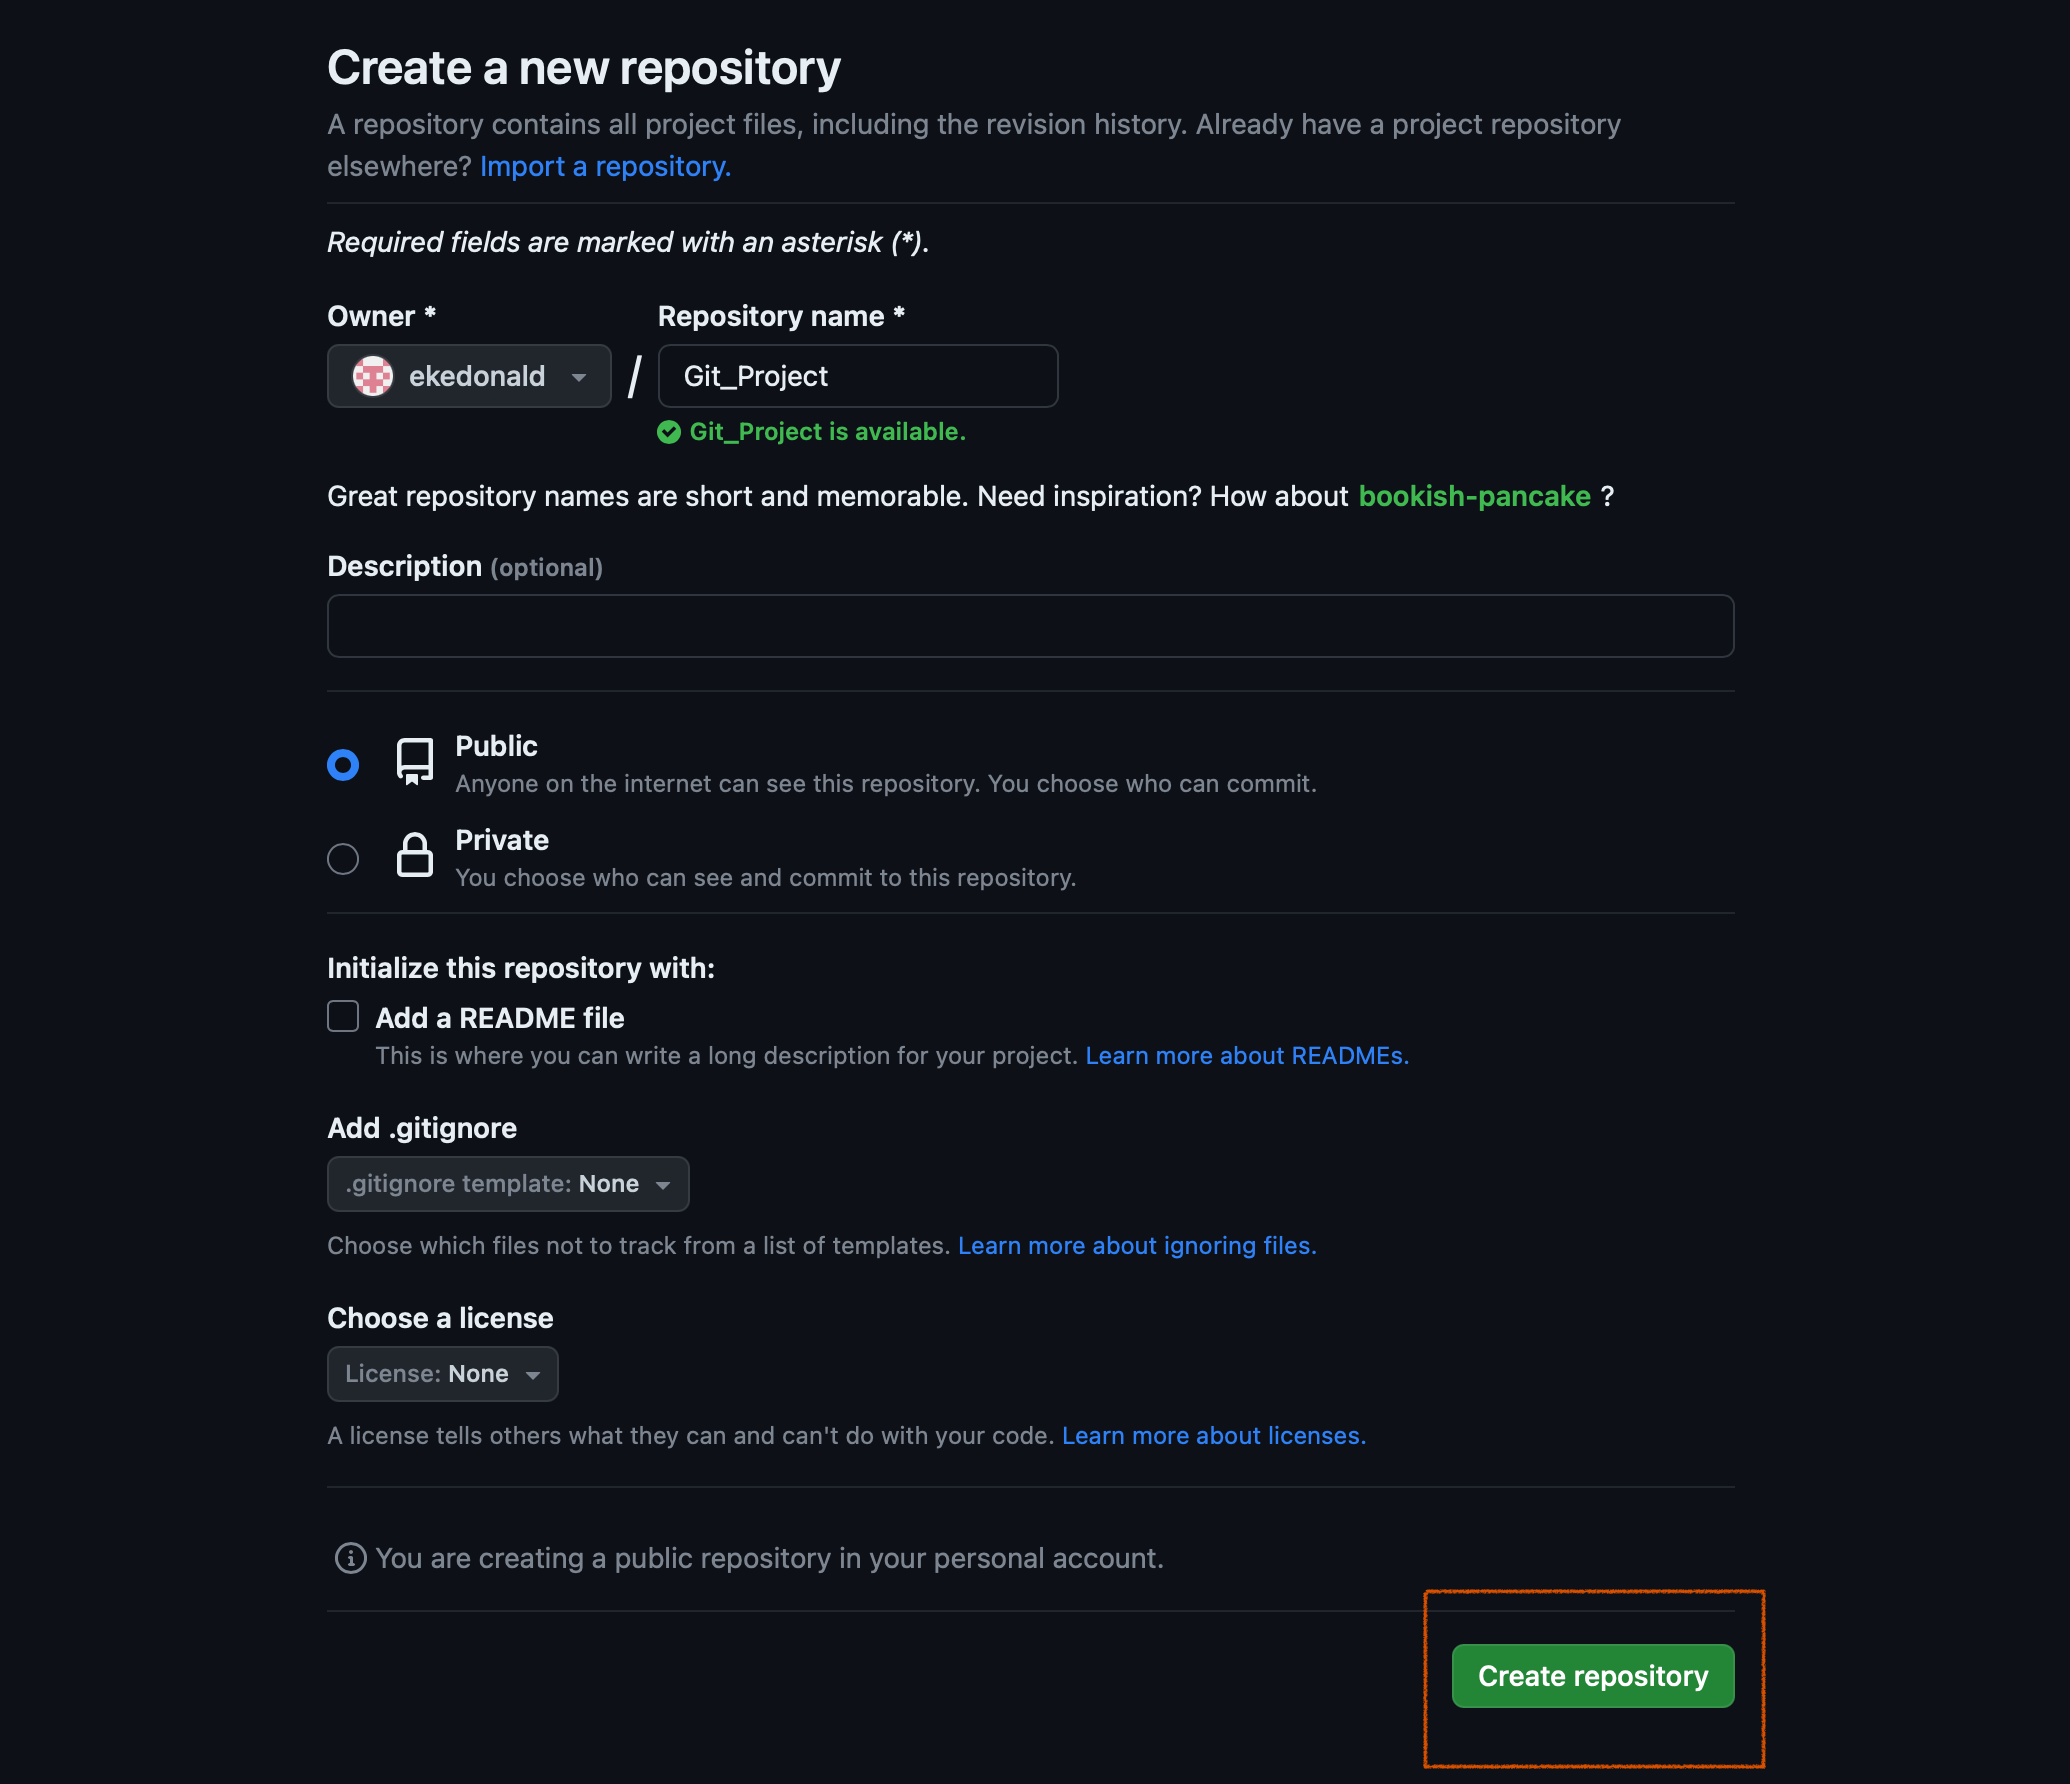 Create a new repository
A repository contains all project files, including the revision history. Already have a project repository
elsewhere? Import a repository.
Required fields are marked with an asterisk (*).
Owner * Repository name *
ekedonald / Git_Project
Git_Project is available.
Great repository names are short and memorable. Need inspiration? How about bookish-pancake ?
Description (optional)
Public
Anyone on the internet can see this repository. You choose who can commit.
Private
You choose who can see and commit to this repository.
Initialize this repository with:
Add a README file
This is where you can write a long description for your project. Learn more about READMEs.
Add .gitignore
.gitignore template: None
Choose which files not to track from a list of templates. Learn more about ignoring files.
Choose a license
License: None
A license tells others what they can and can't do with your code. Learn more about licenses.
You are creating a public repository in your personal account.
Create repository